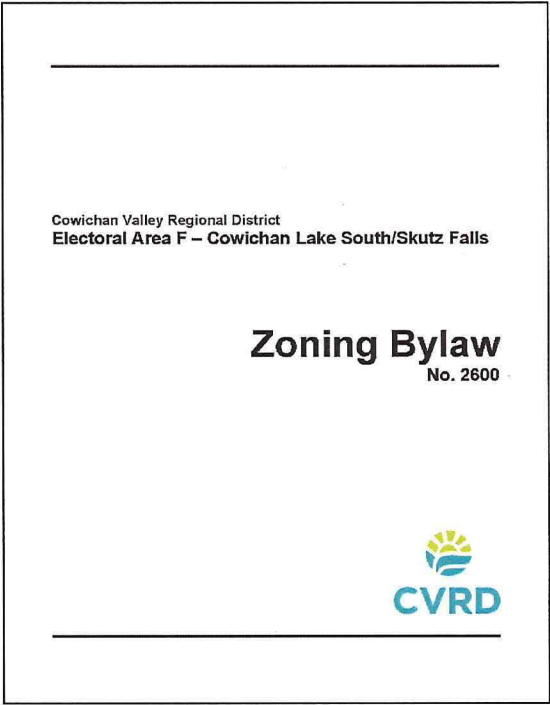 Cowichan Valley Regional District
Electoral Area F – Cowichan Lake South/Skutz Falls
Zoning Bylaw
No. 2600
CVRD